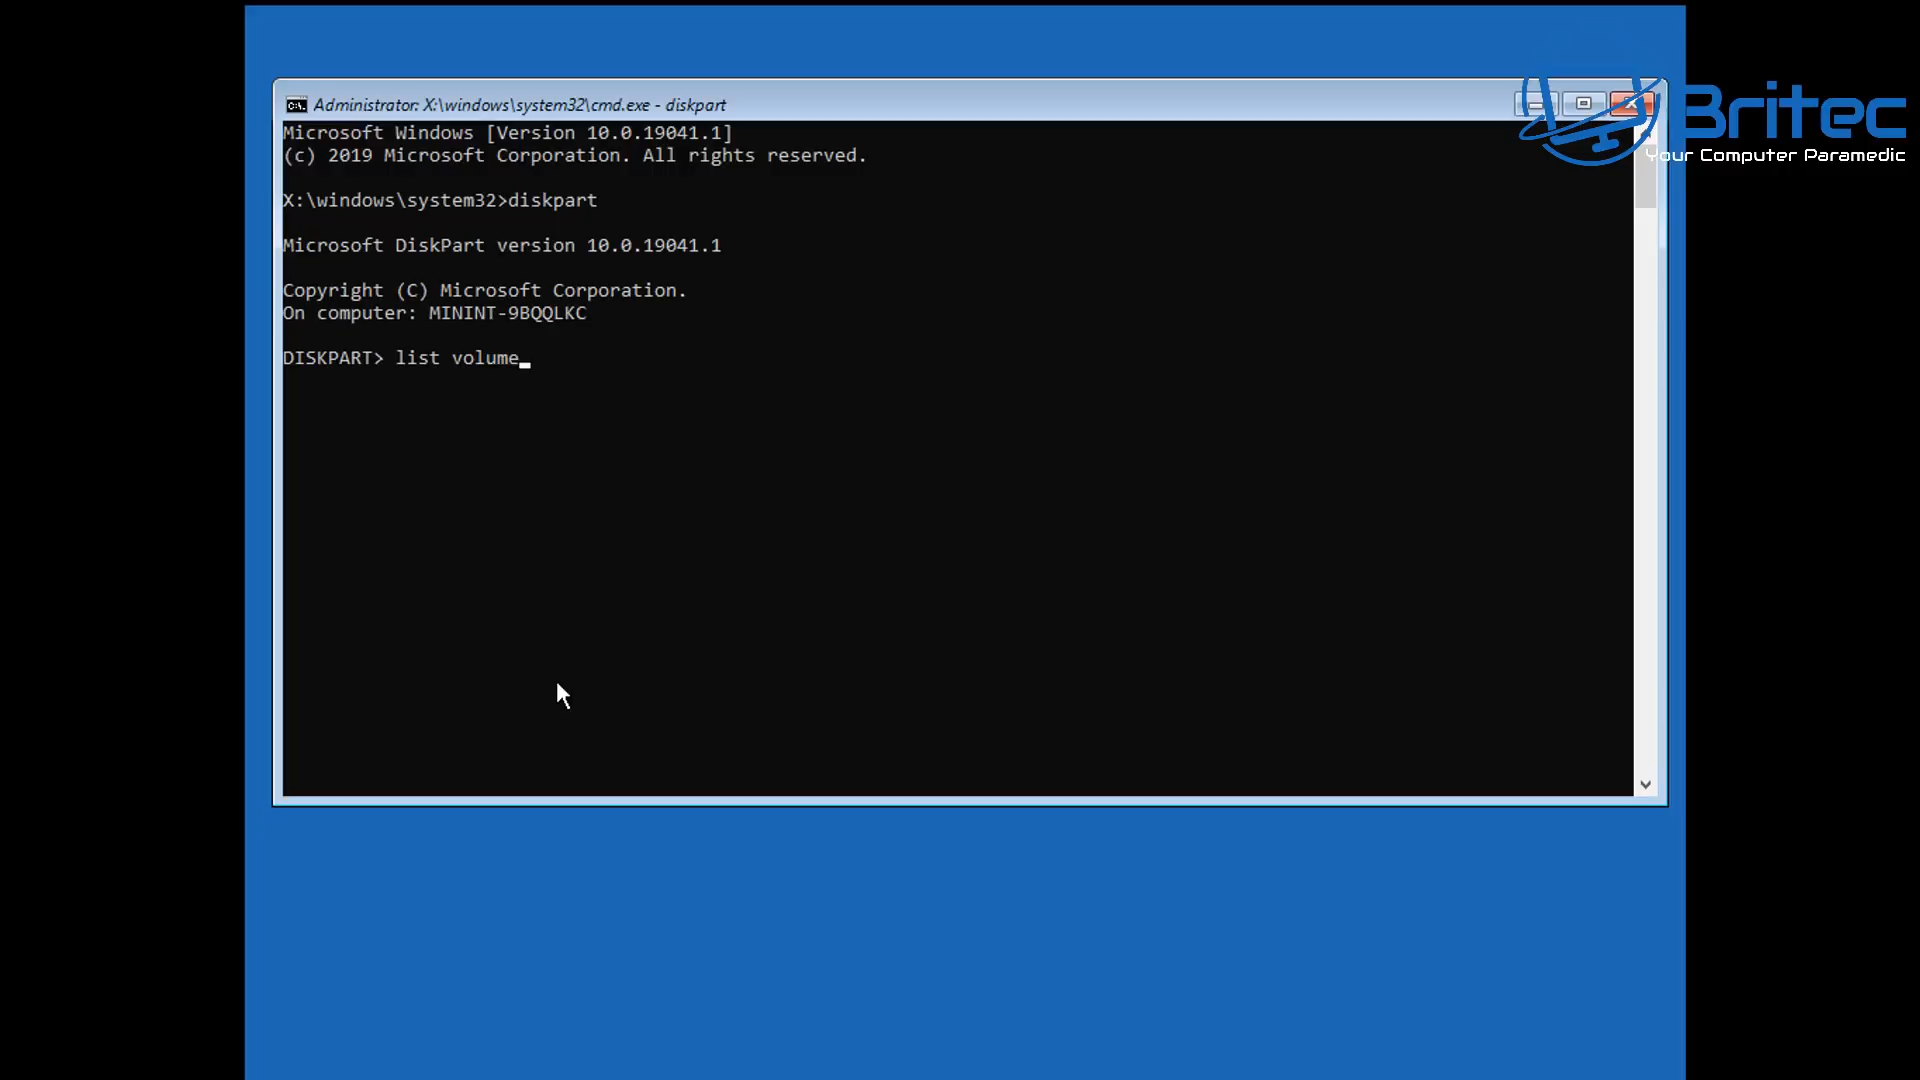 Administrator: X:\windows\system32\cmd.exe - diskpart
Britec
Your Computer Paramedic
Microsoft Windows [Version 10.0.19041.1]
(c) 2019 Microsoft Corporation. All rights reserved.
X:\windows\system32>diskpart
Microsoft DiskPart version 10.0.19041.1
Copyright (C) Microsoft Corporation.
On computer: MININT-9BQQLKC
DISKPART> list volume